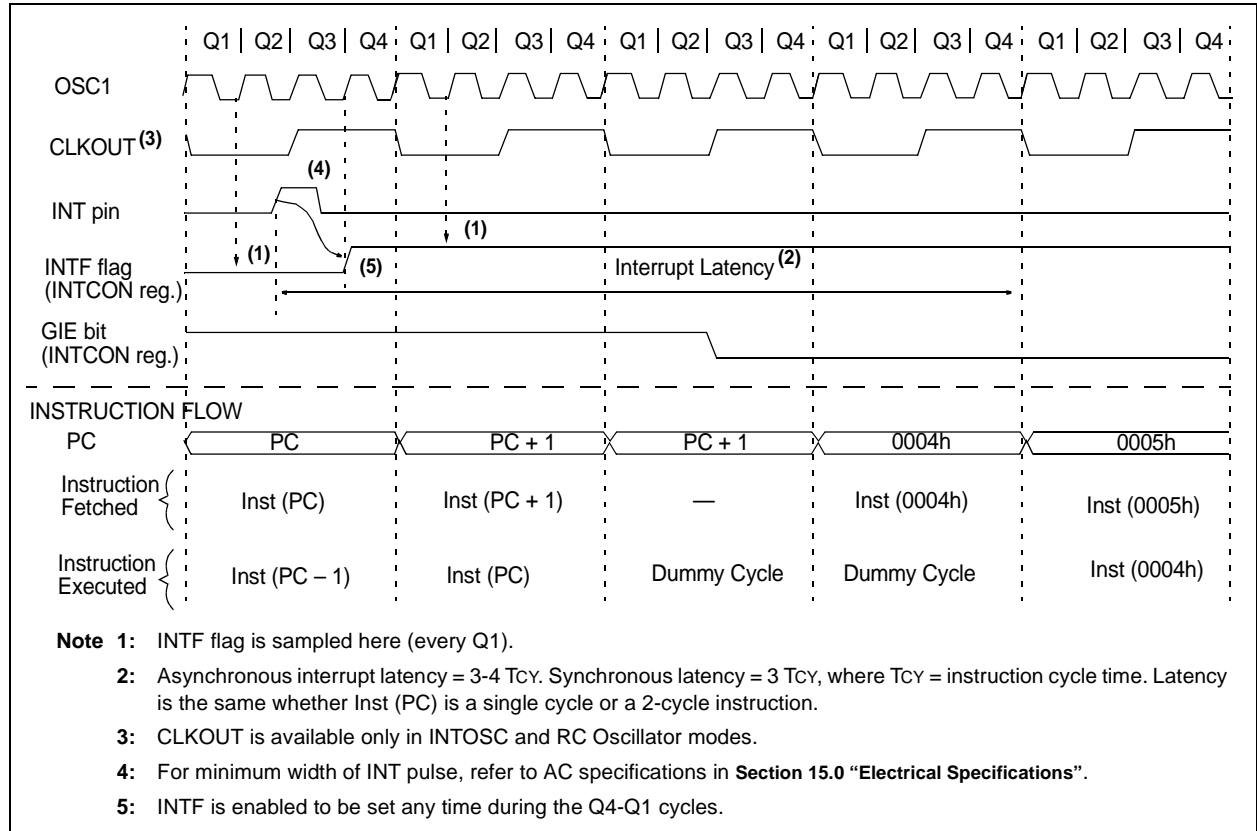 Q1 Q2 Q3 Q4 Q1 Q2 Q3 Q4 Q1 Q2 Q3 Q4 Q1 Q2 Q3 Q4 Q1 Q2 Q3 Q4
OSC1
CLKOUT (3)
(4)
INT pin
(1)
(1)
INTF flag
(INTCON reg.)
(5)
Interrupt Latency (2)
GIE bit
(INTCON reg.)
INSTRUCTION FLOW
PC PC PC + 1 PC + 1 0004h 0005h
Instruction
Fetched
Inst (PC) Inst (PC + 1) — Inst (0004h) Inst (0005h)
Instruction
Executed
Inst (PC – 1) Inst (PC) Dummy Cycle Dummy Cycle Inst (0004h)
Note 1: INTF flag is sampled here (every Q1).
2: Asynchronous interrupt latency = 3-4 TCY. Synchronous latency = 3 TCY, where TCY = instruction cycle time. Latency
is the same whether Inst (PC) is a single cycle or a 2-cycle instruction.
3: CLKOUT is available only in INTOSC and RC Oscillator modes.
4: For minimum width of INT pulse, refer to AC specifications in Section 15.0 “Electrical Specifications”.
5: INTF is enabled to be set any time during the Q4-Q1 cycles.